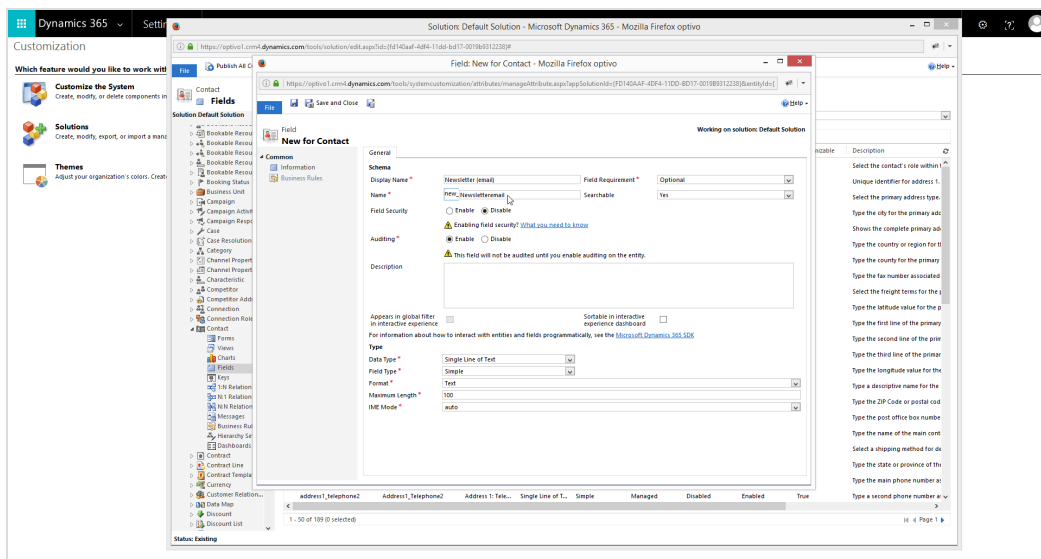 Dynamics 365
Settin
Customization
Which feature would you like to work with
Customize the System
Create, modify, or delete components in
Solutions
Create, modify, export, or import a mana
Themes
Adjust your organization's colors. Creat
Solution: Default Solution - Microsoft Dynamics 365 - Mozilla Firefox optivo
https://optivo1.crm4.dynamics.com/tools/solution/edit.aspx?id={fd140aaf-4df4-11dd-bd17-0019b9312238}#
File
Publish All C
Help
Contact
Fields
Solution Default Solution
Bookable Resou
Bookable Resou
Bookable Resou
Bookable Resou
Bookable Resou
Booking Status
Business Unit
Campaign
Campaign Activit
Campaign Respo
Case
Case Resolution
Category
Channel Propert
Channel Propert
Characteristic
Competitor
Competitor Addr
Connection
Connection Role
Contact
Forms
Views
Charts
Fields
Keys
1:N Relation
N:1 Relation
N:N Relation
Messages
Business Rul
Hierarchy Se
Dashboards
Contract
Contract Line
Contract Templa
Currency
Customer Relation...
Data Map
Discount
Discount List
Status: Existing
Field: New for Contact - Mozilla Firefox optivo
https://optivo1.crm4.dynamics.com/tools/systemcustomization/attributes/manageAttribute.aspx?appSolutionId={FD140AAF-4DF4-11DD-BD17-0019B9312238}&entityId={
File
Save and Close
Help
Field
New for Contact
Working on solution: Default Solution
Common
Information
Business Rules
General
Schema
Display Name *
Newsletter (email)
Field Requirement *
Optional
Name *
new_Newsletteremail
Searchable
Yes
Field Security
Enable
Disable
Enabling field security? What you need to know
Auditing *
Enable
Disable
This field will not be audited until you enable auditing on the entity.
Description
Appears in global filter
in interactive experience
Sortable in interactive
experience dashboard
For information about how to interact with entities and fields programmatically, see the Microsoft Dynamics 365 SDK
Type
Data Type *
Single Line of Text
Field Type *
Simple
Format *
Text
Maximum Length *
100
IME Mode *
auto
mizable
Description
Select the contact's role within t
Unique identifier for address 1.
Select the primary address type.
Type the city for the primary add
Shows the complete primary add
Type the country or region for th
Type the county for the primary
Type the fax number associated
Select the freight terms for the p
Type the latitude value for the p
Type the first line of the primary
Type the second line of the prim
Type the third line of the primar
Type the longitude value for the
Type a descriptive name for the
Type the ZIP Code or postal cod
Type the post office box numbe
Type the name of the main cont
Select a shipping method for de
Type the state or province of the
Type the main phone number as
address1_telephone2
Address1_Telephone2
Address 1: Tele...
Single Line of T...
Simple
Managed
Disabled
Enabled
True
Type a second phone number a
1 - 50 of 189 (0 selected)
Page 1